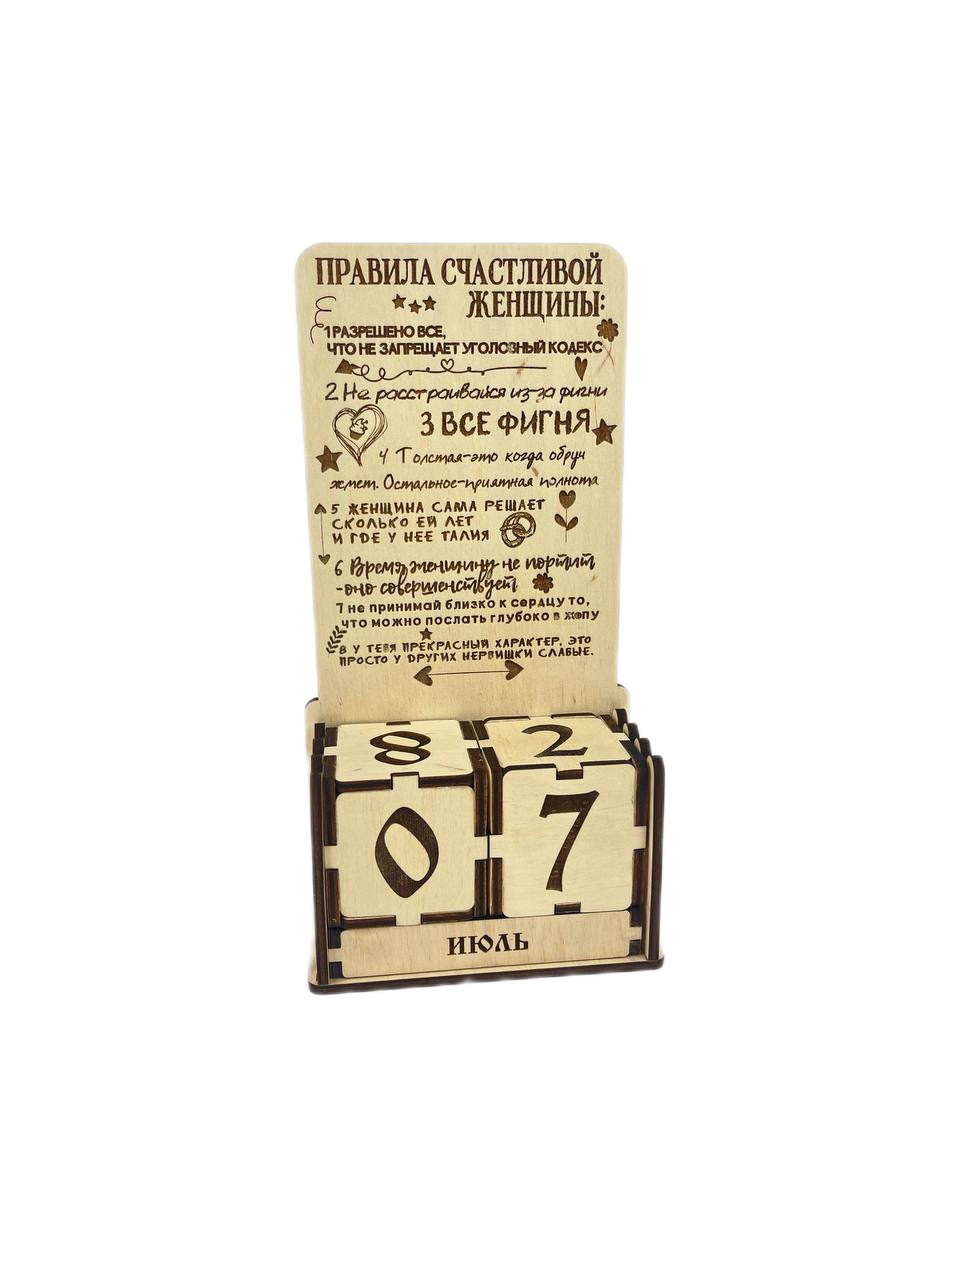 ПРАВИЛА СЧАСТЛИВОЙ
ЖЕНЩИНЫ:
1 РАЗРЕШЕНО ВСЕ,
ЧТО НЕ ЗАПРЕЩАЕТ УГОЛОВНЫЙ КОДЕКС
2 Не расстраивайся из-за фигни
3 ВСЕ ФИГНЯ
4 Толстая-это когда обруч
жмет. Остальное-приятная полнота
5 ЖЕНЩИНА САМА РЕШАЕТ
СКОЛЬКО ЕЙ ЛЕТ
И ГДЕ У НЕЕ ТАЛИЯ
6 Время женщину не портит
-оно совершенствует
7 не принимай близко к сердцу то,
что можно послать глубоко в жопу
8 У ТЕБЯ ПРЕКРАСНЫЙ ХАРАКТЕР, ЭТО
ПРОСТО У ДРУГИХ НЕРВИШКИ СЛАБЫЕ.
8 2
0 7
ИЮЛЬ